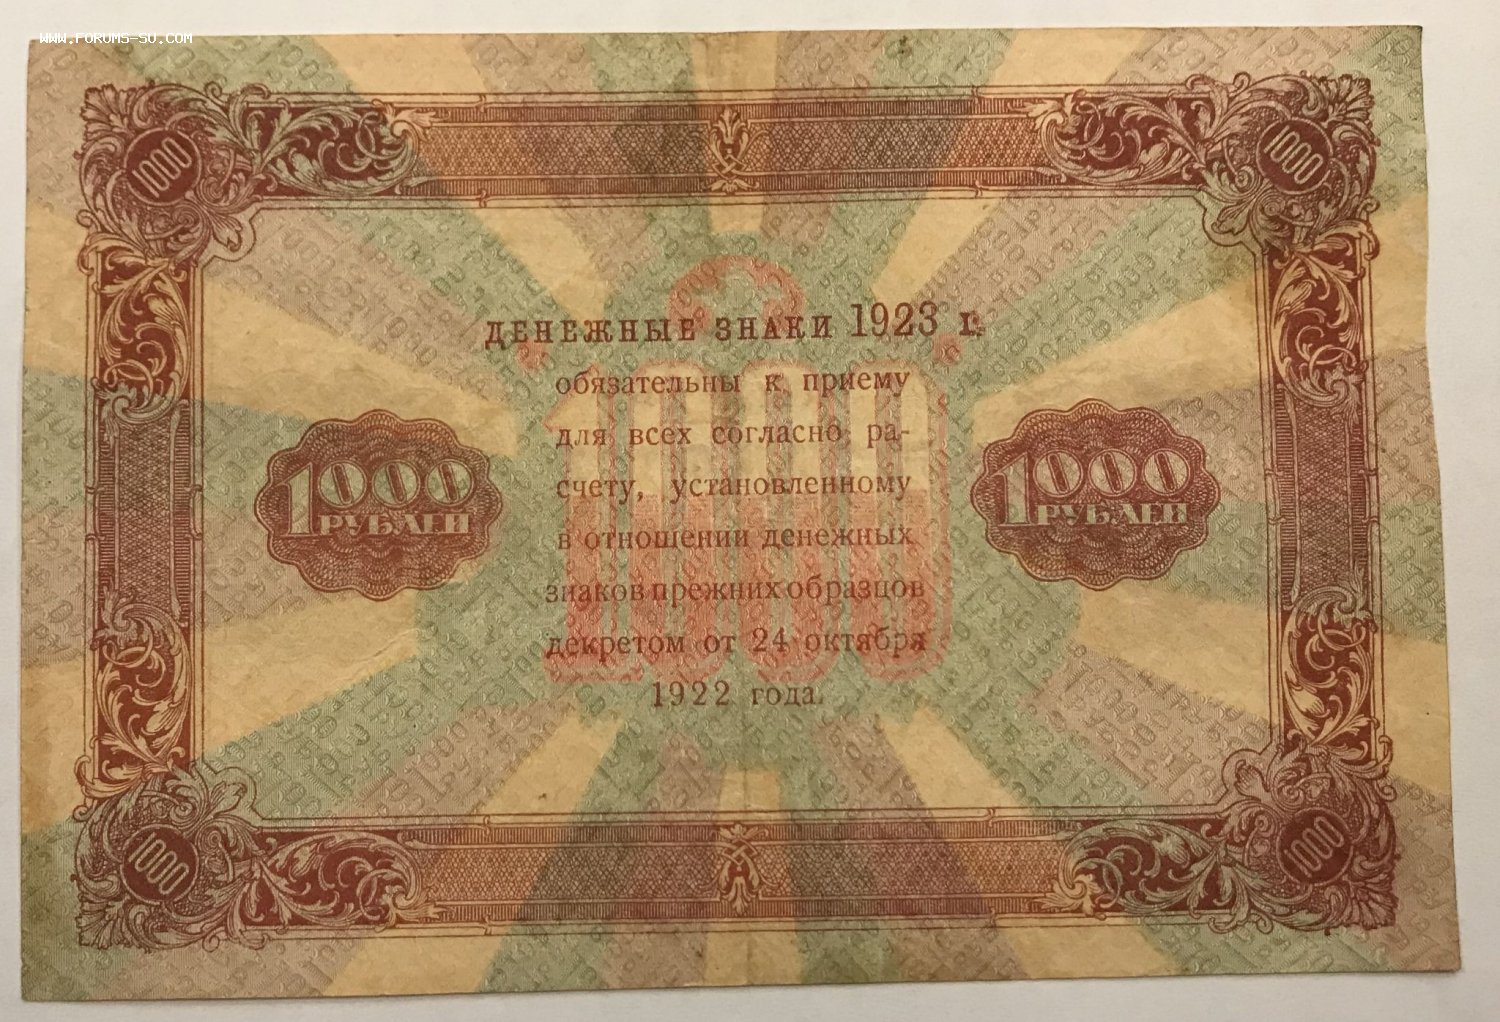 WWW.FORUMS-SU.COM
1000
1000
ДЕНЕЖНЫЕ ЗНАКИ 1923 г.
обязательны к приему
для всех согласно ра-
счету, установленному
в отношении денежных
знаков прежних образцов
декретом от 24 октября
1922 года.
1000
РУБЛЕЙ
1000
1000
РУБЛЕЙ
1000
1000